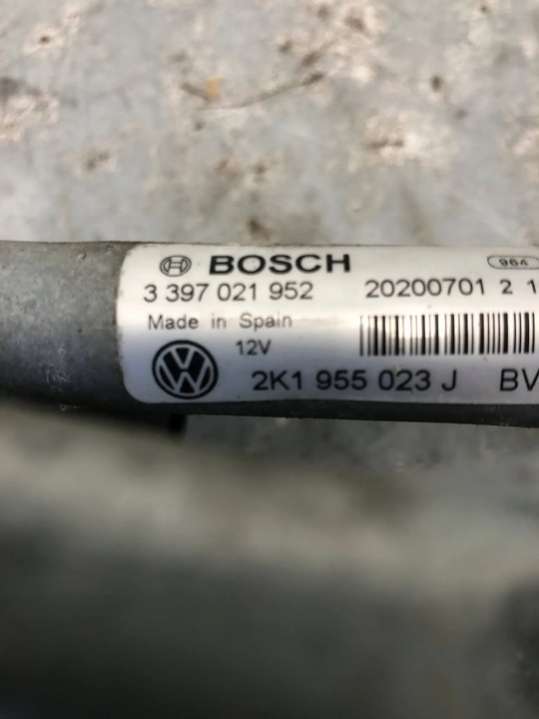 BOSCH 964
3 397 021 952 20200701 2 1
Made in Spain
12V
2K1 955 023 J BV